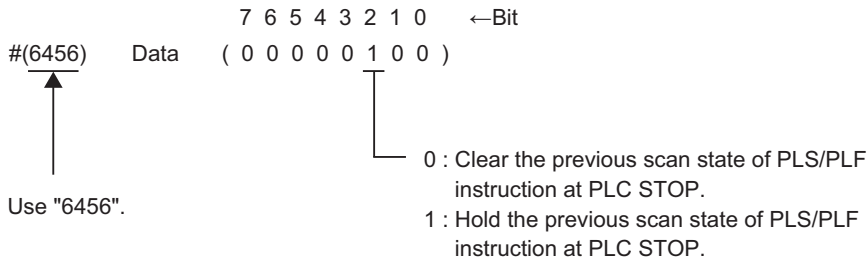 7 6 5 4 3 2 1 0 ←Bit
#(6456) Data ( 0 0 0 0 0 1 0 0 )
0 : Clear the previous scan state of PLS/PLF
instruction at PLC STOP.
Use "6456".
1 : Hold the previous scan state of PLS/PLF
instruction at PLC STOP.